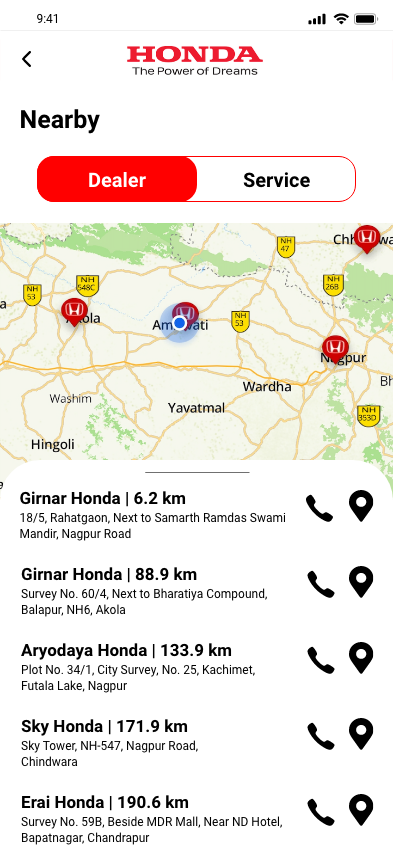 9:41
HONDA
The Power of Dreams
Nearby
Dealer
Service
NH
47
Chh
wa
NH
53
NH
548C
NH
26B
a
Akola
Am
vati
NH
53
Nagpur
Bh
Wardha
Washim
Yavatmal
NH
353D
Hingoli
Girnar Honda | 6.2 km
18/5, Rahatgaon, Next to Samarth Ramdas Swami
Mandir, Nagpur Road
Girnar Honda | 88.9 km
Survey No. 60/4, Next to Bharatiya Compound,
Balapur, NH6, Akola
Aryodaya Honda | 133.9 km
Plot No. 34/1, City Survey, No. 25, Kachimet,
Futala Lake, Nagpur
Sky Honda | 171.9 km
Sky Tower, NH-547, Nagpur Road,
Chindwara
Erai Honda | 190.6 km
Survey No. 59B, Beside MDR Mall, Near ND Hotel,
Bapatnagar, Chandrapur